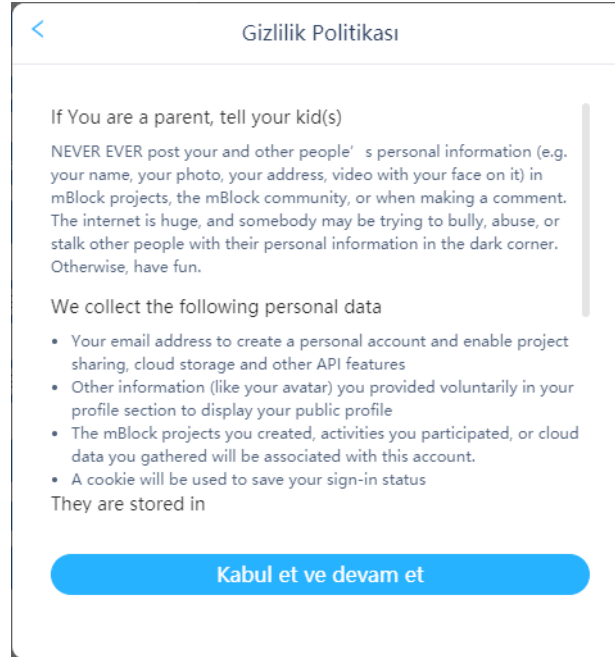 Gizlilik Politikası
If You are a parent, tell your kid(s)
NEVER EVER post your and other people’s personal information (e.g.
your name, your photo, your address, video with your face on it) in
mBlock projects, the mBlock community, or when making a comment.
The internet is huge, and somebody may be trying to bully, abuse, or
stalk other people with their personal information in the dark corner.
Otherwise, have fun.
We collect the following personal data
• Your email address to create a personal account and enable project
sharing, cloud storage and other API features
• Other information (like your avatar) you provided voluntarily in your
profile section to display your public profile
• The mBlock projects you created, activities you participated, or cloud
data you gathered will be associated with this account.
• A cookie will be used to save your sign-in status
They are stored in
Kabul et ve devam et